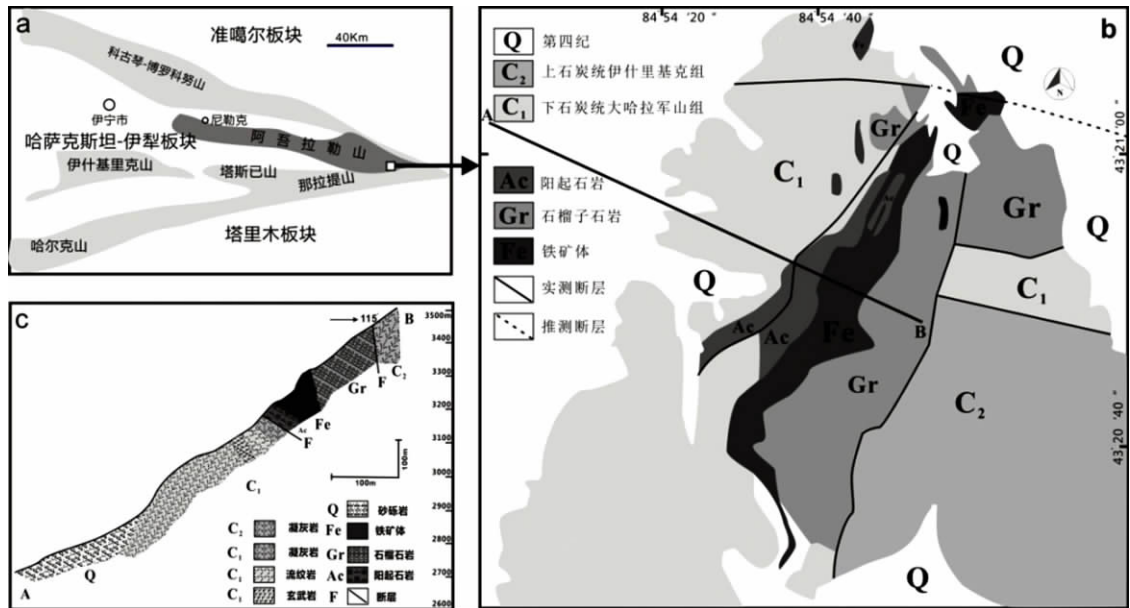 a
准噶尔板块
40Km
科古琴-博罗科努山
伊宁市
尼勒克
哈萨克斯坦-伊犁板块
阿吾拉勒山
伊什基里克山
塔斯已山
那拉提山
哈尔克山
塔里木板块
b
84 54 '20 "
84 54 '40 "
43 21 '00 "
43 20 '40 "
N
Q 第四纪
C2 上石炭统伊什里基克组
C1 下石炭统大哈拉军山组
Ac 阳起石岩
Gr 石榴子石岩
Fe 铁矿体
实测断层
推测断层
A
Q
Fe
Gr
Q
C1
Ac
Gr
Q
C1
Q
Ac
Ac
Fe
B
Gr
C2
Q
c
115
B
3500m
3400
3300
3200
3100
3000
2900
2800
2700
2600
F
C2
Gr
Fe
Ac
F
C1
100m
100m
Q
A
Q 砂砾岩
C2 凝灰岩
Fe 铁矿体
C1 凝灰岩
Gr 石榴石岩
C1 流纹岩
Ac 阳起石岩
C1 玄武岩
F 断层